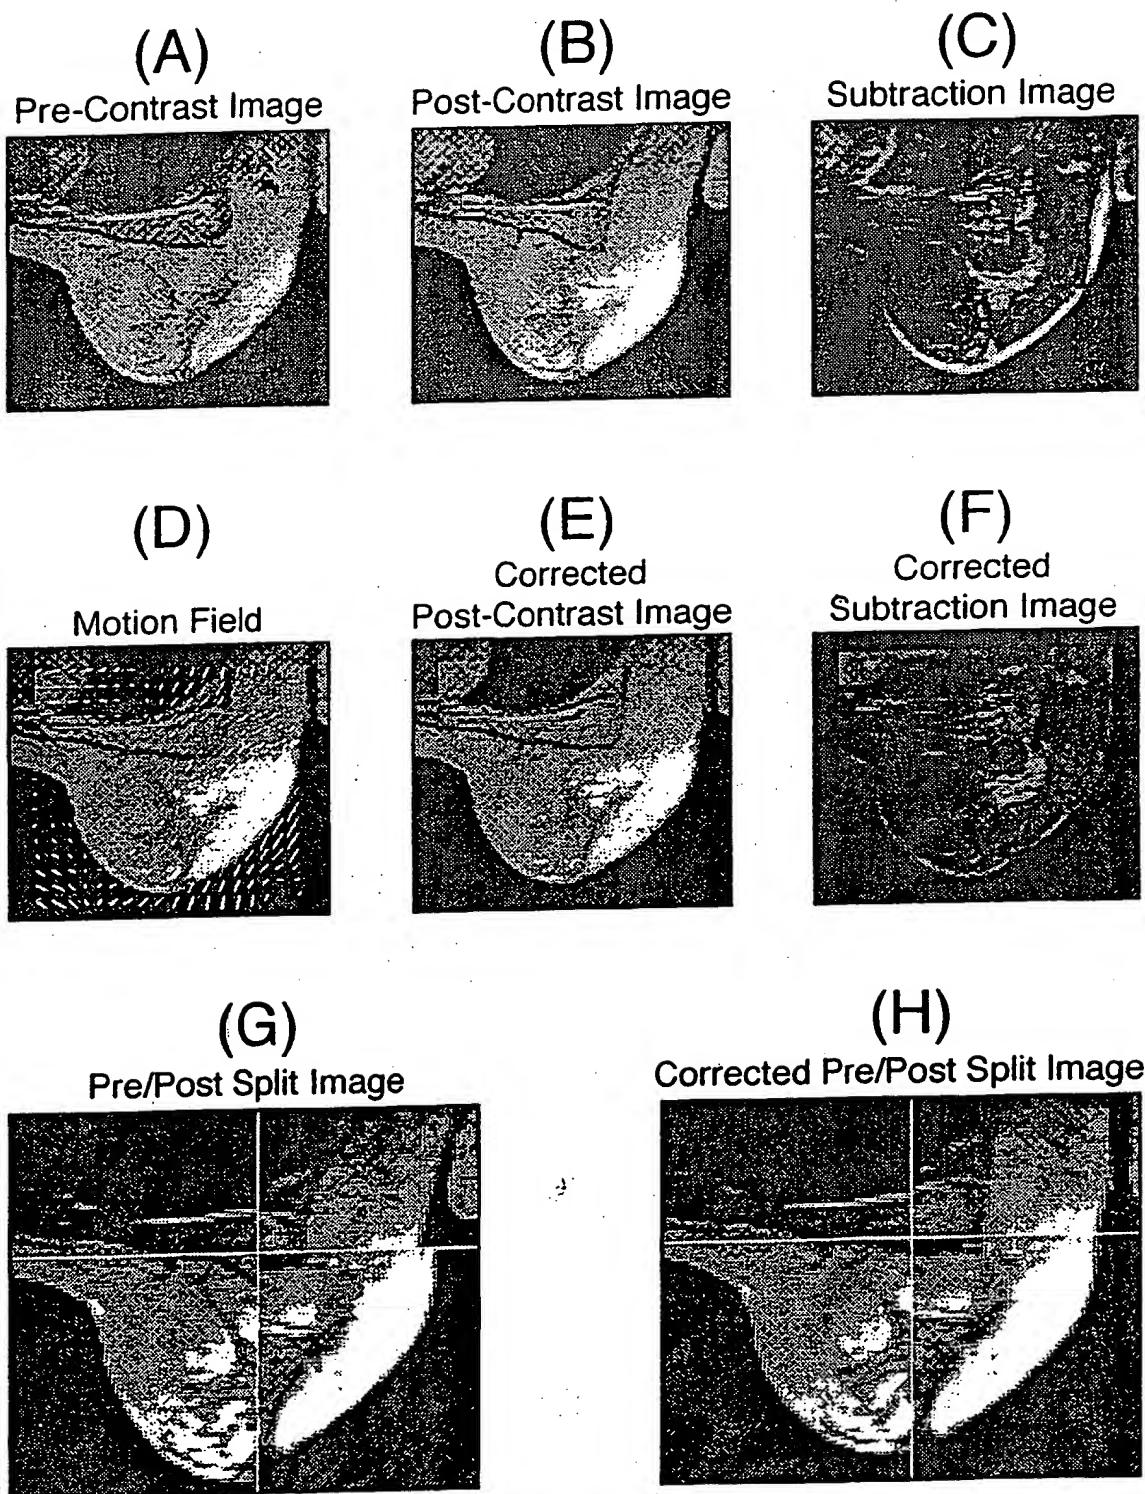 (A)
Pre-Contrast Image
(B)
Post-Contrast Image
(C)
Subtraction Image
(D)
Motion Field
(E)
Corrected
Post-Contrast Image
(F)
Corrected
Subtraction Image
(G)
Pre/Post Split Image
(H)
Corrected Pre/Post Split Image